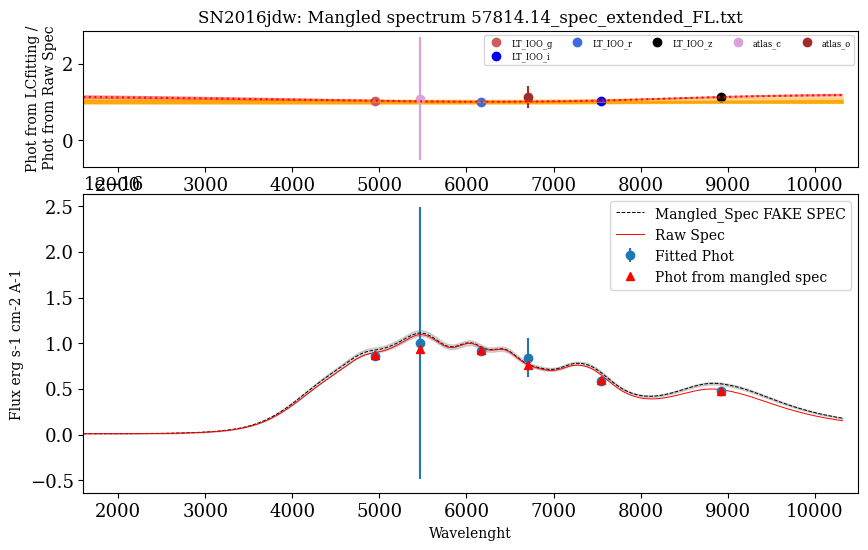 SN2016jdw: Mangled spectrum 57814.14_spec_extended_FL.txt
Phot from LCfitting /
Phot from Raw Spec
2
0
LT_IOO_g
LT_IOO_r
LT_IOO_z
atlas_c
atlas_o
LT_IOO_i
2000 3000 4000 5000 6000 7000 8000 9000 10000
1e−16
Flux erg s-1 cm-2 A-1
2.5
2.0
1.5
1.0
0.5
0.0
−0.5
Mangled_Spec FAKE SPEC
Raw Spec
Fitted Phot
Phot from mangled spec
2000 3000 4000 5000 6000 7000 8000 9000 10000
Wavelenght